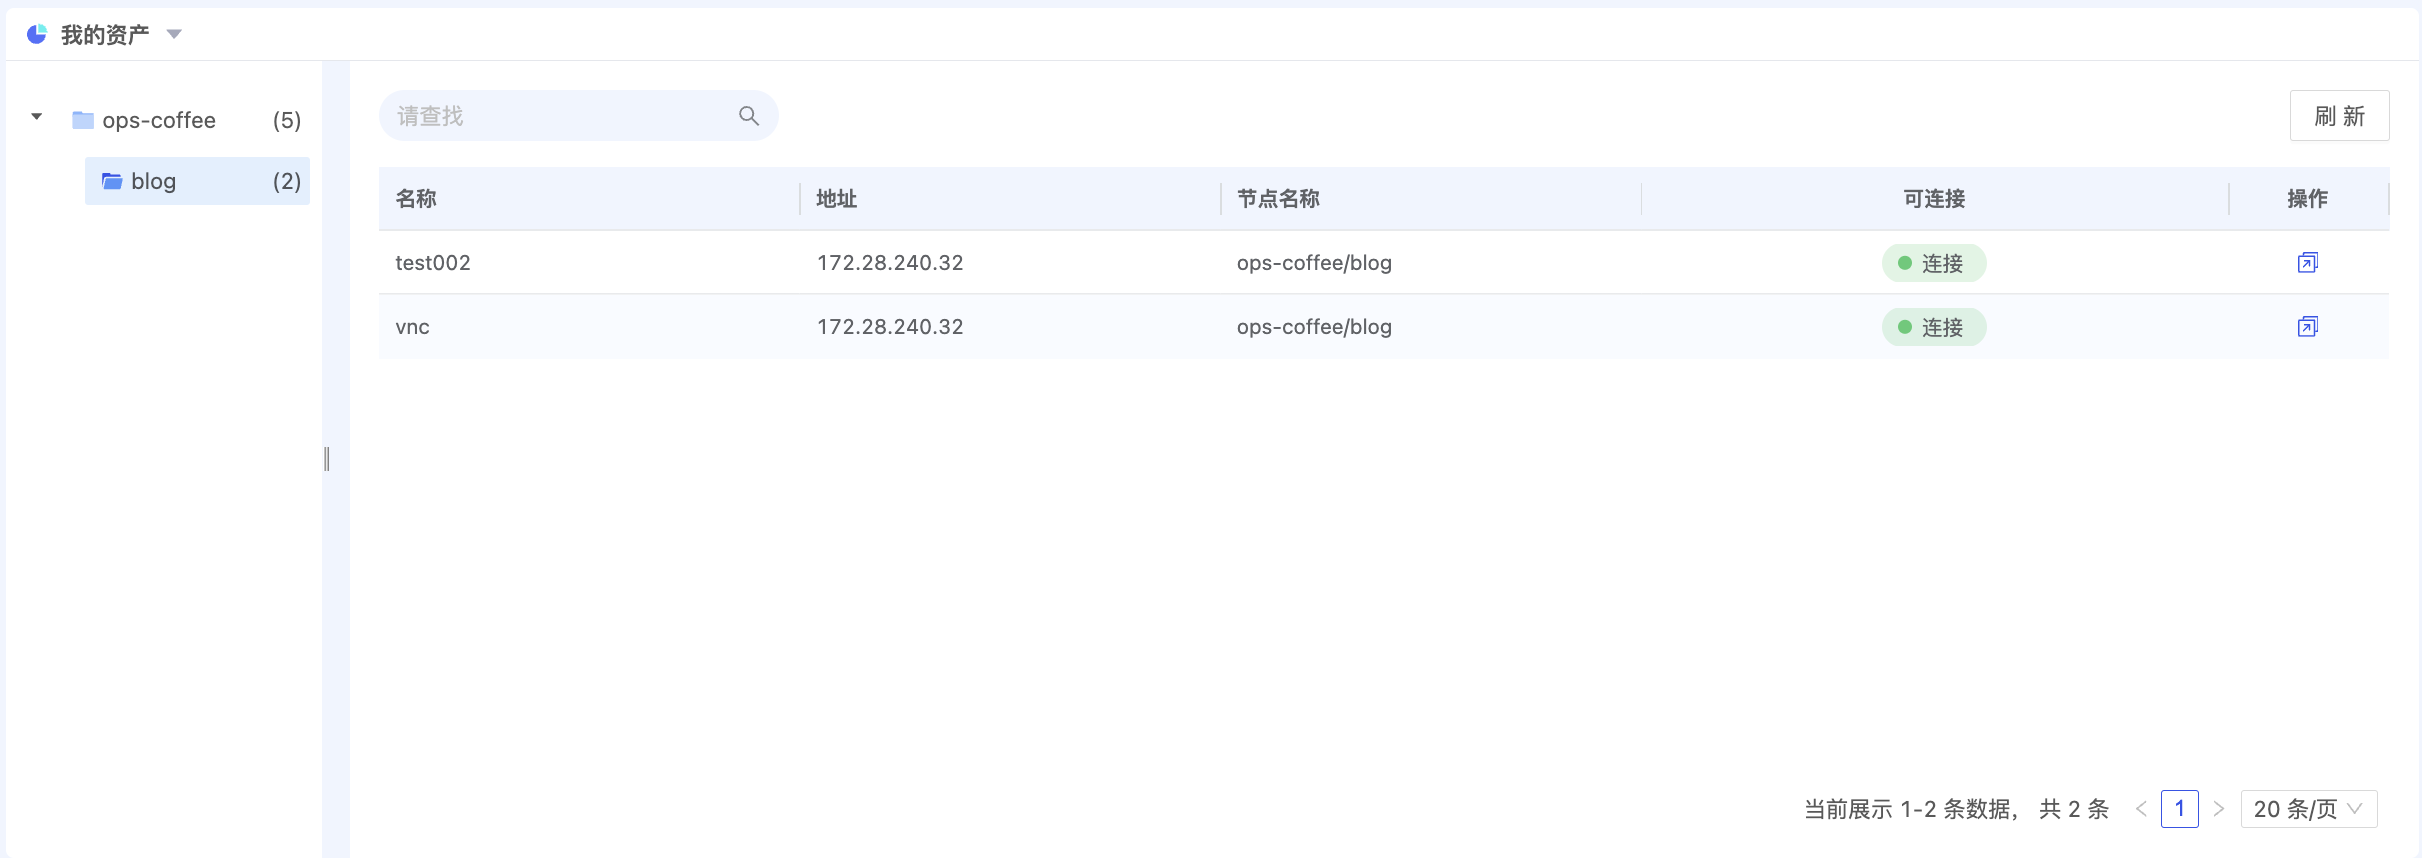 我的资产
ops-coffee (5)
blog (2)
请查找
刷 新
名称 地址 节点名称 可连接 操作
test002 172.28.240.32 ops-coffee/blog 连接
vnc 172.28.240.32 ops-coffee/blog 连接
当前展示 1-2 条数据， 共 2 条 < 1 > 20 条/页